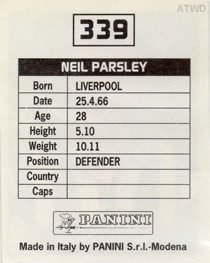 ATWD
339
NEIL PARSLEY
Born LIVERPOOL
Date 25.4.66
Age 28
Height 5.10
Weight 10.11
Position DEFENDER
Country
Caps
PANINI
Made in Italy by PANINI S.r.l.-Modena